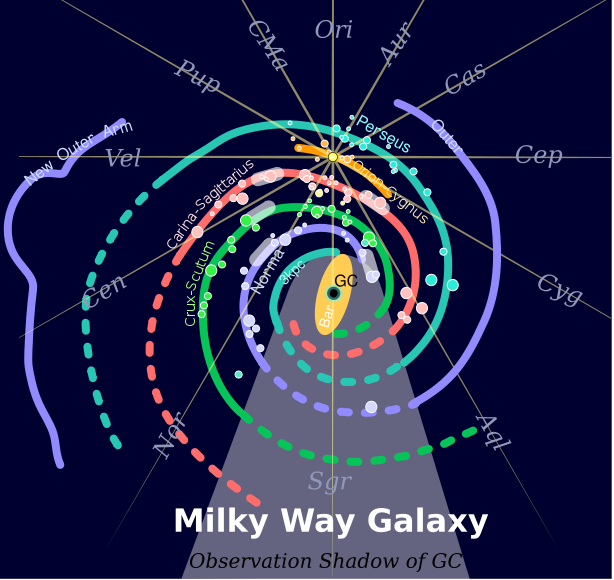 Ori
CMa
Aur
Pup
Cas
Perseus
Outer
New Outer Arm
Vel
Cep
Orion-Cygnus
Carina-Sagittarius
Crux-Scutum
Norma
3kpc
GC
Bar
Cen
Cyg
Nor
Aql
Sgr
Milky Way Galaxy
Observation Shadow of GC